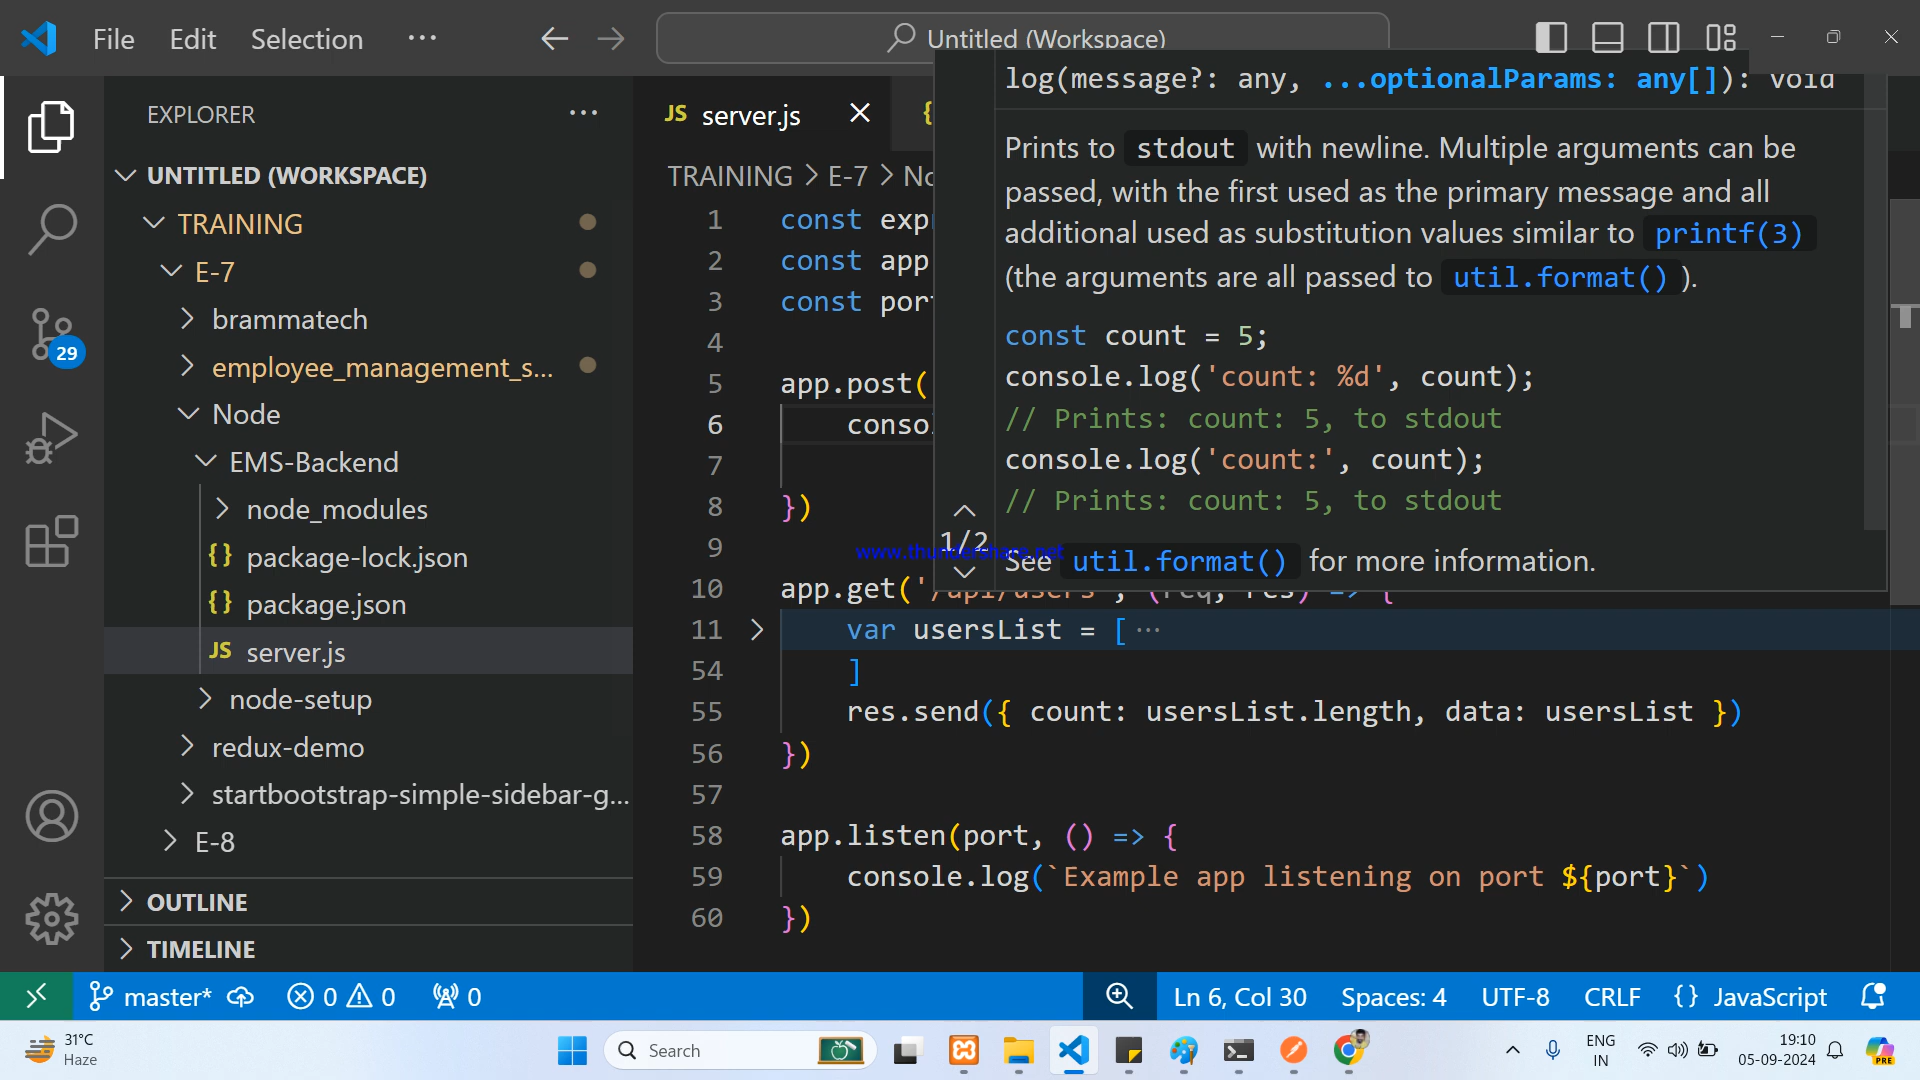 File Edit Selection ··· Untitled (Workspace)
EXPLORER ···
UNTITLED (WORKSPACE)
TRAINING
E-7
brammatech
employee_management_s...
Node
EMS-Backend
node_modules
{} package-lock.json
{} package.json
JS server.js
node-setup
redux-demo
startbootstrap-simple-sidebar-g...
E-8
OUTLINE
TIMELINE
29
JS server.js
TRAINING > E-7 >
1 const
2 const app
3 const
4
5 app.post(
6
7
8 })
9
10 app.get('/api/users', (req, res) => {
11 var usersList = [ ···
54 ]
55 res.send({ count: usersList.length, data: usersList })
56 })
57
58 app.listen(port, () => {
59 console.log(`Example app listening on port ${port}`)
60 })
log(message?: any, ...optionalParams: any[]): void
Prints to stdout with newline. Multiple arguments can be
passed, with the first used as the primary message and all
additional used as substitution values similar to printf(3)
(the arguments are all passed to util.format() ).
const count = 5;
console.log('count: %d', count);
// Prints: count: 5, to stdout
console.log('count:', count);
// Prints: count: 5, to stdout
1/2
See util.format() for more information.
www.thundershare.net
master* 0 0 0 Ln 6, Col 30 Spaces: 4 UTF-8 CRLF {} JavaScript
31°C
Haze
Search
ENG
IN
19:10
05-09-2024
PRE